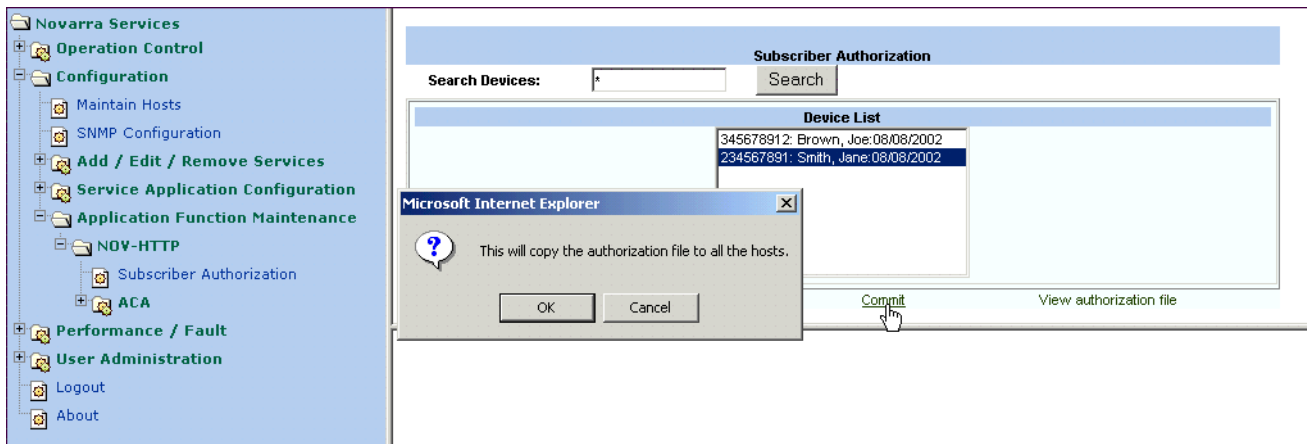 Novarra Services
Operation Control
Configuration
Maintain Hosts
SNMP Configuration
Add / Edit / Remove Services
Service Application Configuration
Application Function Maintenance
NOV-HTTP
Subscriber Authorization
ACA
Performance / Fault
User Administration
Logout
About
Subscriber Authorization
Search Devices: * Search
Device List
345678912: Brown, Joe:08/08/2002
234567891: Smith, Jane:08/08/2002
Microsoft Internet Explorer
This will copy the authorization file to all the hosts.
OK Cancel
Commit View authorization file